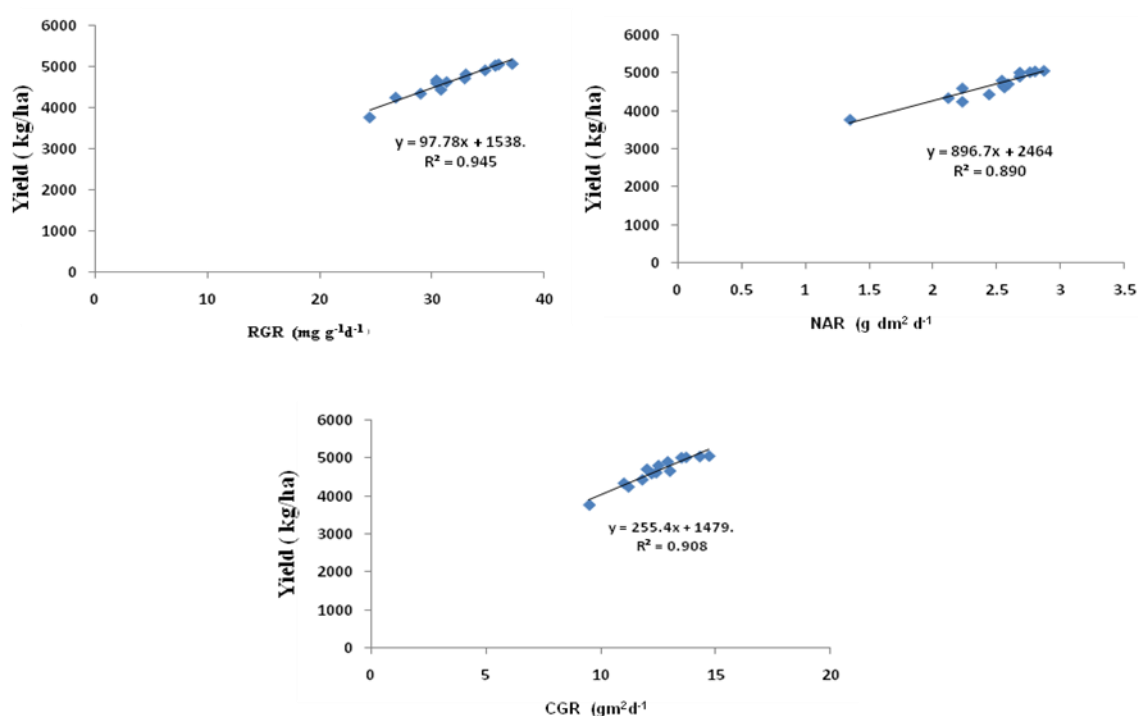 Yield ( kg/ha)
6000
5000
4000
3000
2000
1000
0
y = 97.78x + 1538.
R² = 0.945
0 10 20 30 40
RGR (mg g⁻¹d⁻¹)
Yield ( kg/ha)
6000
5000
4000
3000
2000
1000
0
y = 896.7x + 2464
R² = 0.890
0 0.5 1 1.5 2 2.5 3 3.5
NAR (g dm² d⁻¹
Yield ( kg/ha)
6000
5000
4000
3000
2000
1000
0
y = 255.4x + 1479.
R² = 0.908
0 5 10 15 20
CGR (gm²d⁻¹